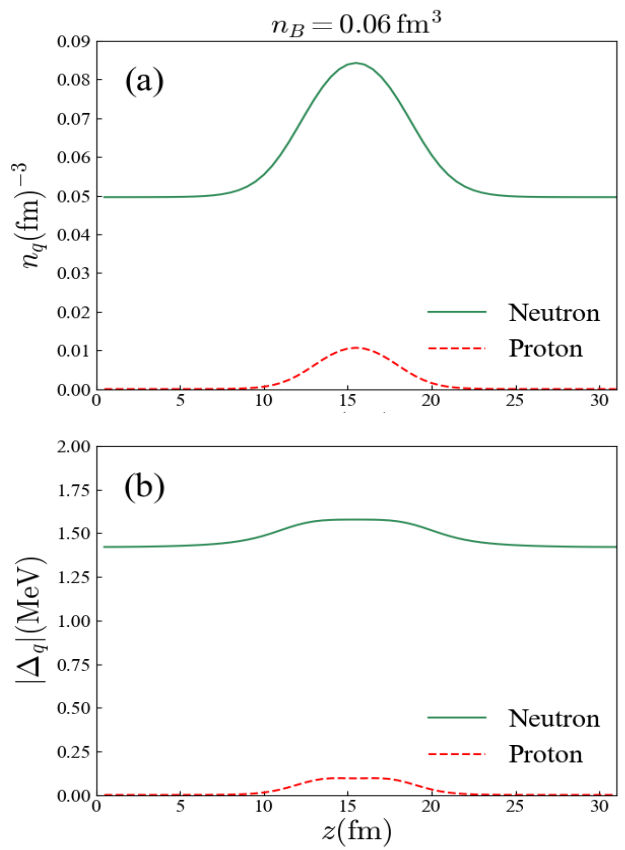 n_B = 0.06 fm^3
(a)
n_q(fm)^{-3}
0.09
0.08
0.07
0.06
0.05
0.04
0.03
0.02
0.01
0.00
Neutron
Proton
0 5 10 15 20 25 30
(b)
|Δ_q|(MeV)
2.00
1.75
1.50
1.25
1.00
0.75
0.50
0.25
0.00
Neutron
Proton
0 5 10 15 20 25 30
z(fm)